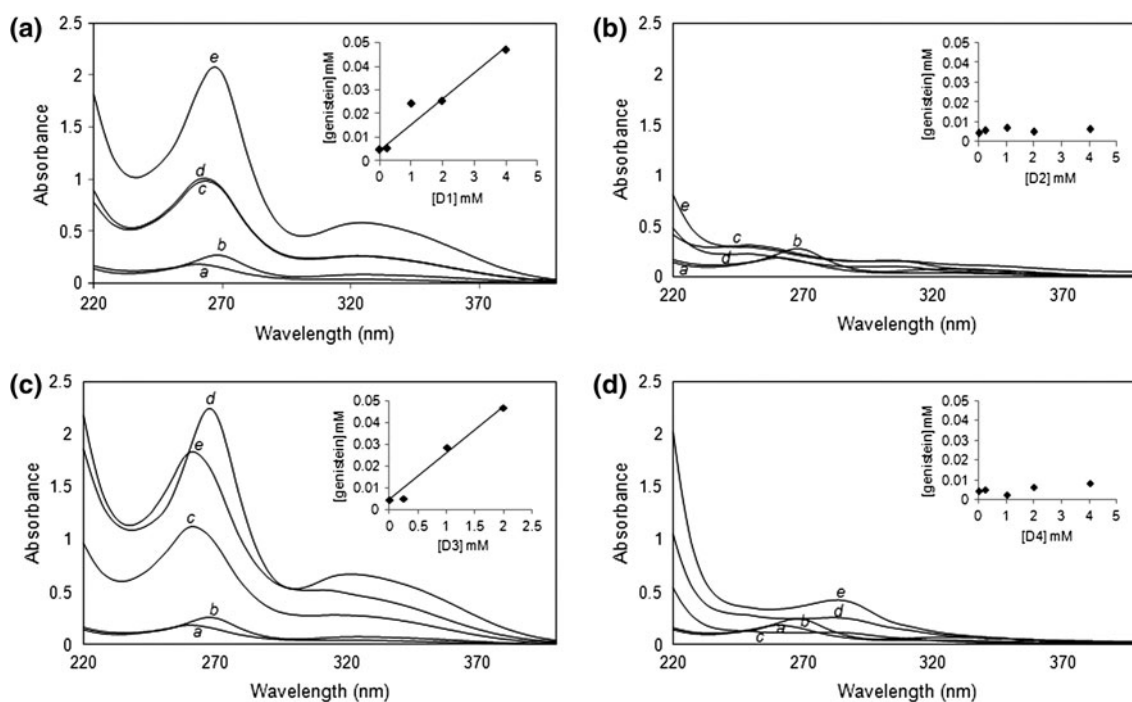 (a)
2.5
2
1.5
1
0.5
0
Absorbance
220 270 320 370
Wavelength (nm)
e
d
c
b
a
0.05
0.04
0.03
0.02
0.01
0
[genistein] mM
0 1 2 3 4 5
[D1] mM
(b)
2.5
2
1.5
1
0.5
0
Absorbance
220 270 320 370
Wavelength (nm)
e
c
b
d
a
0.05
0.04
0.03
0.02
0.01
0
[genistein] mM
0 1 2 3 4 5
[D2] mM
(c)
2.5
2
1.5
1
0.5
0
Absorbance
220 270 320 370
Wavelength (nm)
d
e
c
b
a
0.05
0.04
0.03
0.02
0.01
0
[genistein] mM
0 0.5 1 1.5 2 2.5
[D3] mM
(d)
2.5
2
1.5
1
0.5
0
Absorbance
220 270 320 370
Wavelength (nm)
e
d
b
a
c
0.05
0.04
0.03
0.02
0.01
0
[genistein] mM
0 1 2 3 4 5
[D4] mM